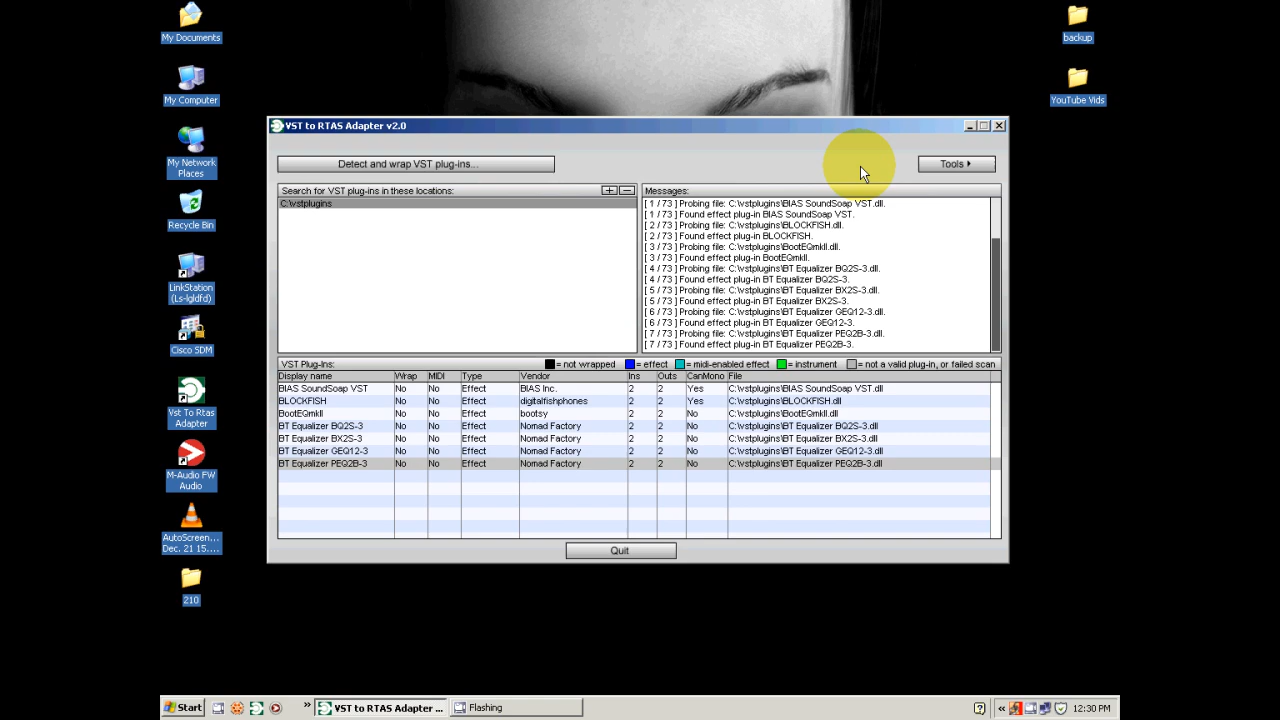 My Documents
My Computer
My Network
Places
Recycle Bin
LinkStation
(Ls-lgldfd)
Cisco SDM
Vst To Rtas
Adapter
M-Audio FW
Audio
AutoScreen...
Dec. 21 15....
210
backup
YouTube Vids
VST to RTAS Adapter v2.0
Detect and wrap VST plug-ins...
Tools
Search for VST plug-ins in these locations:
C:\vstplugins
Messages:
[ 1 / 73 ] Probing file: C:\vstplugins\BIAS SoundSoap VST.dll.
[ 1 / 73 ] Found effect plug-in BIAS SoundSoap VST.
[ 2 / 73 ] Probing file: C:\vstplugins\BLOCKFISH.dll.
[ 2 / 73 ] Found effect plug-in BLOCKFISH.
[ 3 / 73 ] Probing file: C:\vstplugins\BootEQmkII.dll.
[ 3 / 73 ] Found effect plug-in BootEQmkII.
[ 4 / 73 ] Probing file: C:\vstplugins\BT Equalizer BQ2S-3.dll.
[ 4 / 73 ] Found effect plug-in BT Equalizer BQ2S-3.
[ 5 / 73 ] Probing file: C:\vstplugins\BT Equalizer BX2S-3.dll.
[ 5 / 73 ] Found effect plug-in BT Equalizer BX2S-3.
[ 6 / 73 ] Probing file: C:\vstplugins\BT Equalizer GEQ12-3.dll.
[ 6 / 73 ] Found effect plug-in BT Equalizer GEQ12-3.
[ 7 / 73 ] Probing file: C:\vstplugins\BT Equalizer PEQ2B-3.dll.
[ 7 / 73 ] Found effect plug-in BT Equalizer PEQ2B-3.
VST Plug-Ins: = not wrapped = effect = midi-enabled effect = instrument = not a valid plug-in, or failed scan
Display name Wrap MIDI Type Vendor Ins Outs CanMono File
BIAS SoundSoap VST No No Effect BIAS Inc. 2 2 Yes C:\vstplugins\BIAS SoundSoap VST.dll
BLOCKFISH No No Effect digitalfishphones 2 2 Yes C:\vstplugins\BLOCKFISH.dll
BootEQmkII No No Effect bootsy 2 2 No C:\vstplugins\BootEQmkII.dll
BT Equalizer BQ2S-3 No No Effect Nomad Factory 2 2 No C:\vstplugins\BT Equalizer BQ2S-3.dll
BT Equalizer BX2S-3 No No Effect Nomad Factory 2 2 No C:\vstplugins\BT Equalizer BX2S-3.dll
BT Equalizer GEQ12-3 No No Effect Nomad Factory 2 2 No C:\vstplugins\BT Equalizer GEQ12-3.dll
BT Equalizer PEQ2B-3 No No Effect Nomad Factory 2 2 No C:\vstplugins\BT Equalizer PEQ2B-3.dll
Quit
Start » VST to RTAS Adapter ... Flashing ? « 12:30 PM